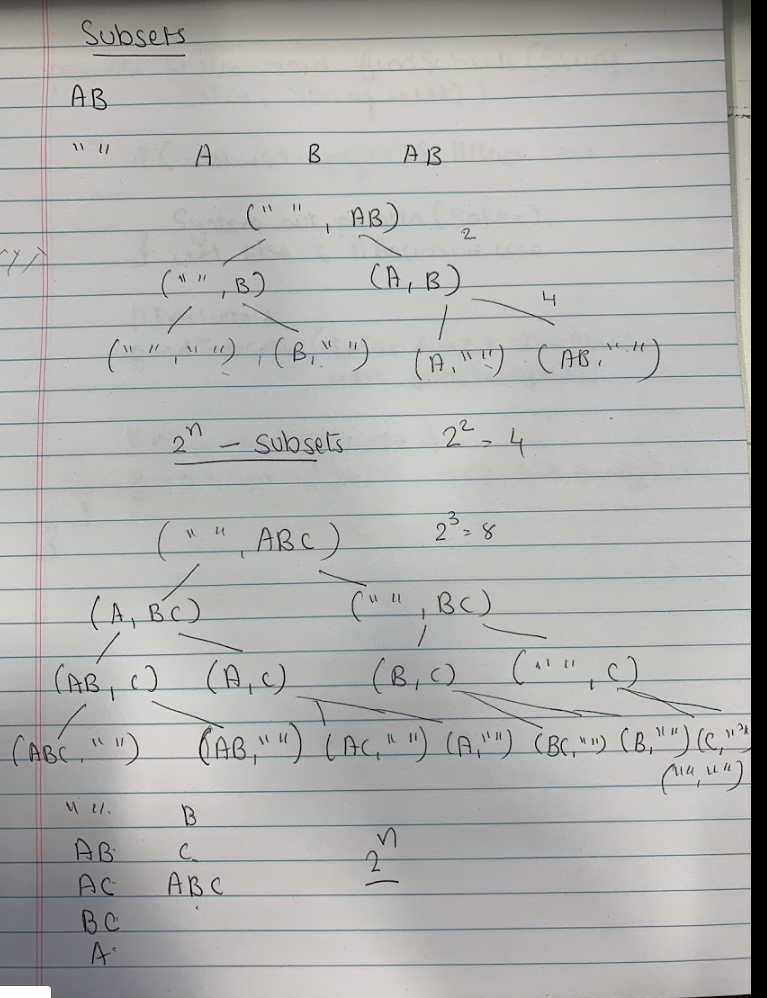 Subsets
AB
" " A B AB
(" ", AB)
2
(" ", B) (A, B)
4
(" ", " ") , (B, " ") (A, " ") (AB, " ")
2^n - subsets 2^2 = 4
(" ", ABC) 2^3 = 8
(A, BC) (" ", BC)
(AB, C) (A, C) (B, C) (" ", C)
(ABC, " ") (AB, " ") (AC, " ") (A, " ") (BC, " ") (B, " ") (C, " ")
(" ", " ")
" " B
AB C 2^n
AC ABC
BC
A